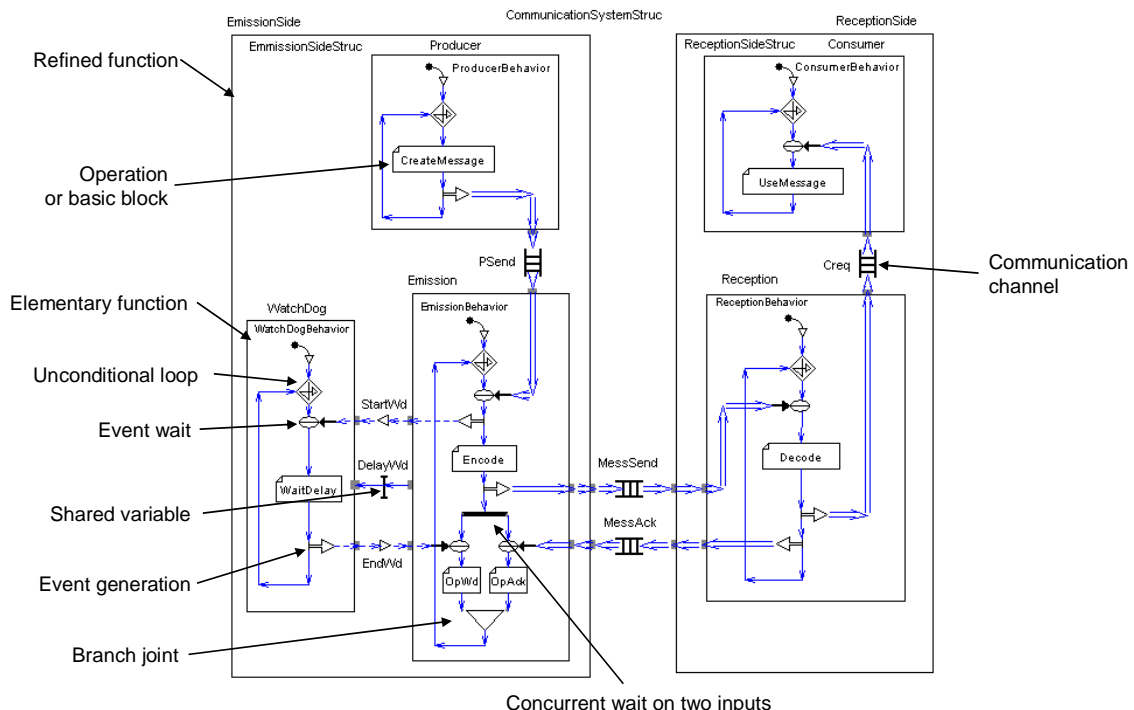 CommunicationSystemStruc
EmissionSide
ReceptionSide
EmmissionSideStruc
Producer
ReceptionSideStruc
Consumer
Refined function
ProducerBehavior
ConsumerBehavior
Operation
or basic block
CreateMessage
UseMessage
PSend
Creq
Communication
channel
Emission
Reception
Elementary function
WatchDog
EmissionBehavior
ReceptionBehavior
WatchDogBehavior
Unconditional loop
StartWd
Event wait
Encode
Decode
MessSend
DelayWd
WaitDelay
Shared variable
MessAck
EndWd
Event generation
OpWd
OpAck
Branch joint
Concurrent wait on two inputs